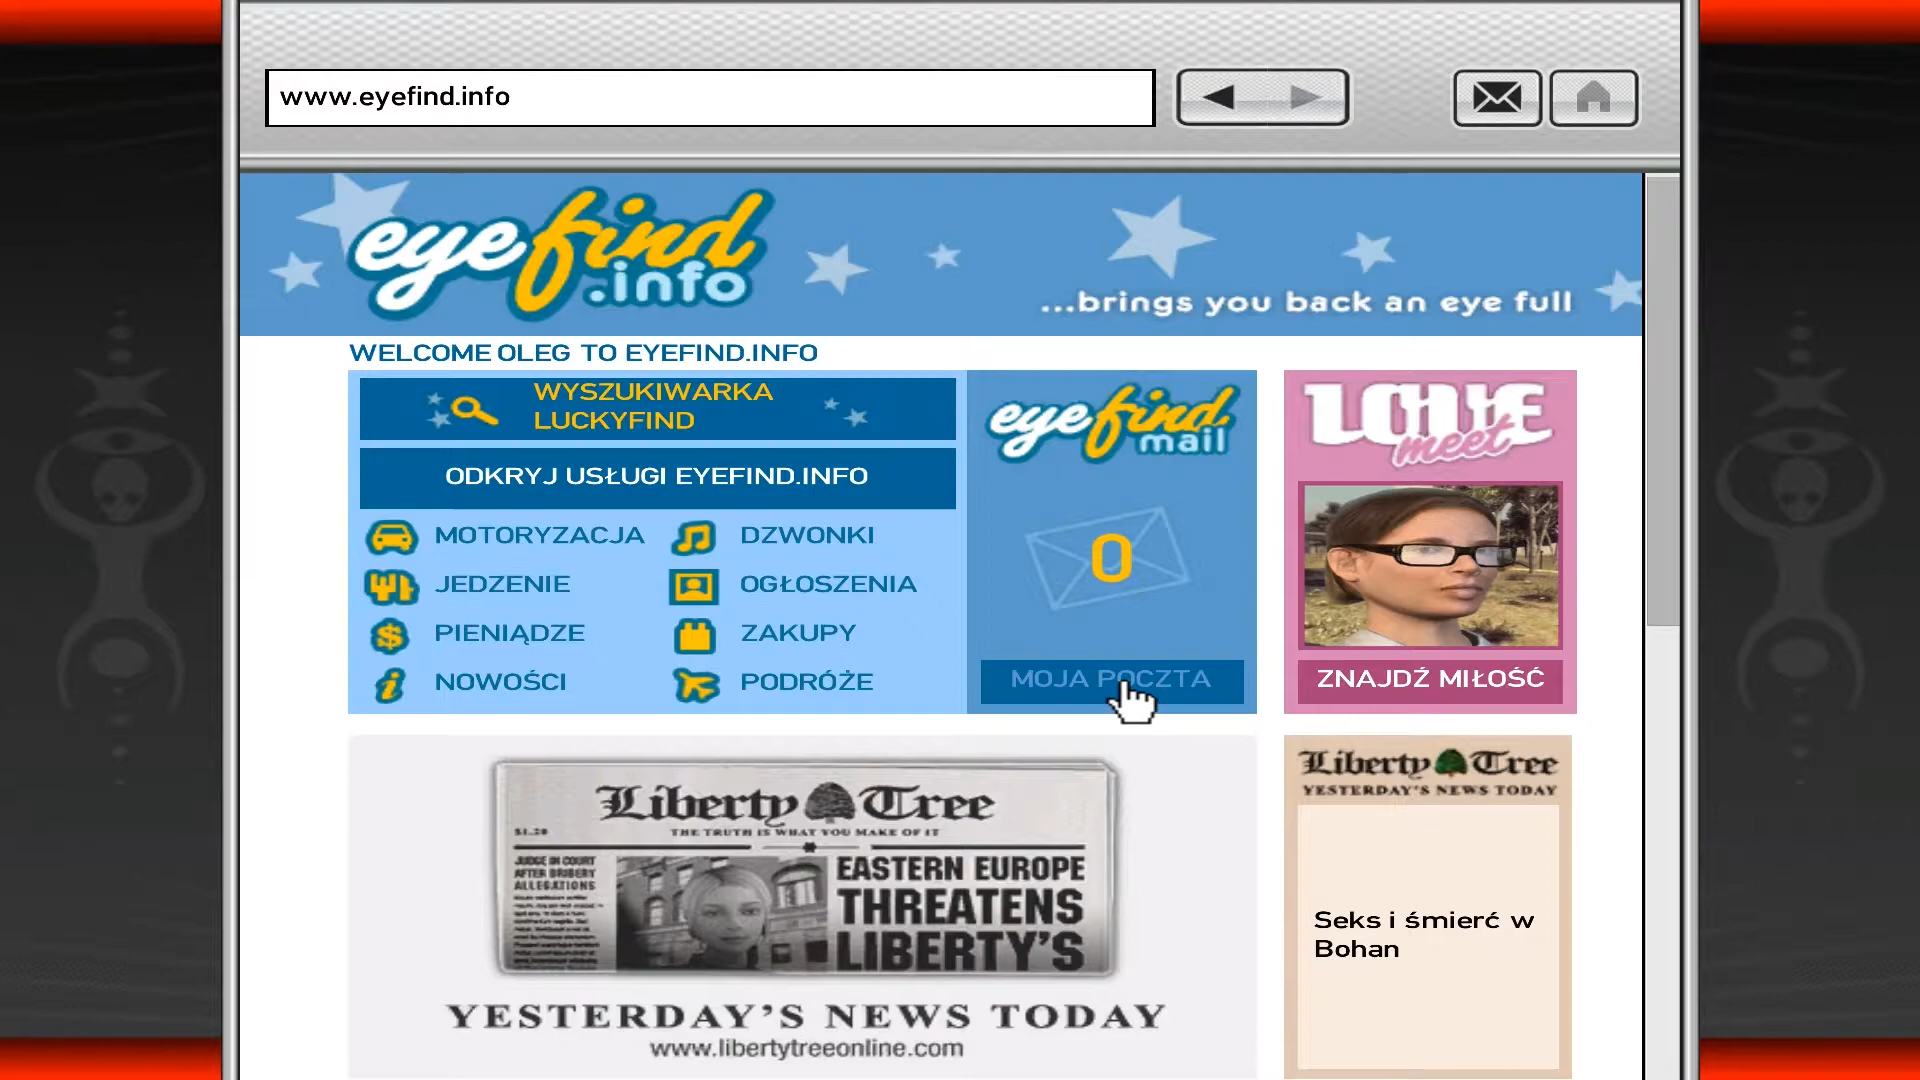 www.eyefind.info
eyefind
.info
...brings you back an eye full
WELCOME OLEG TO EYEFIND.INFO
WYSZUKIWARKA
LUCKYFIND
ODKRYJ USŁUGI EYEFIND.INFO
MOTORYZACJA
DZWONKI
JEDZENIE
OGŁOSZENIA
PIENIĄDZE
ZAKUPY
NOWOŚCI
PODRÓŻE
eyefind
mail
0
MOJA POCZTA
LOVE
meet
ZNAJDŹ MIŁOŚĆ
Liberty Tree
$1.20
THE TRUTH IS WHAT YOU MAKE OF IT
JUDGE IN COURT
AFTER BRIBERY
ALLEGATIONS
EASTERN EUROPE
THREATENS
LIBERTY'S
YESTERDAY'S NEWS TODAY
www.libertytreeonline.com
Liberty Tree
YESTERDAY'S NEWS TODAY
Seks i śmierć w
Bohan